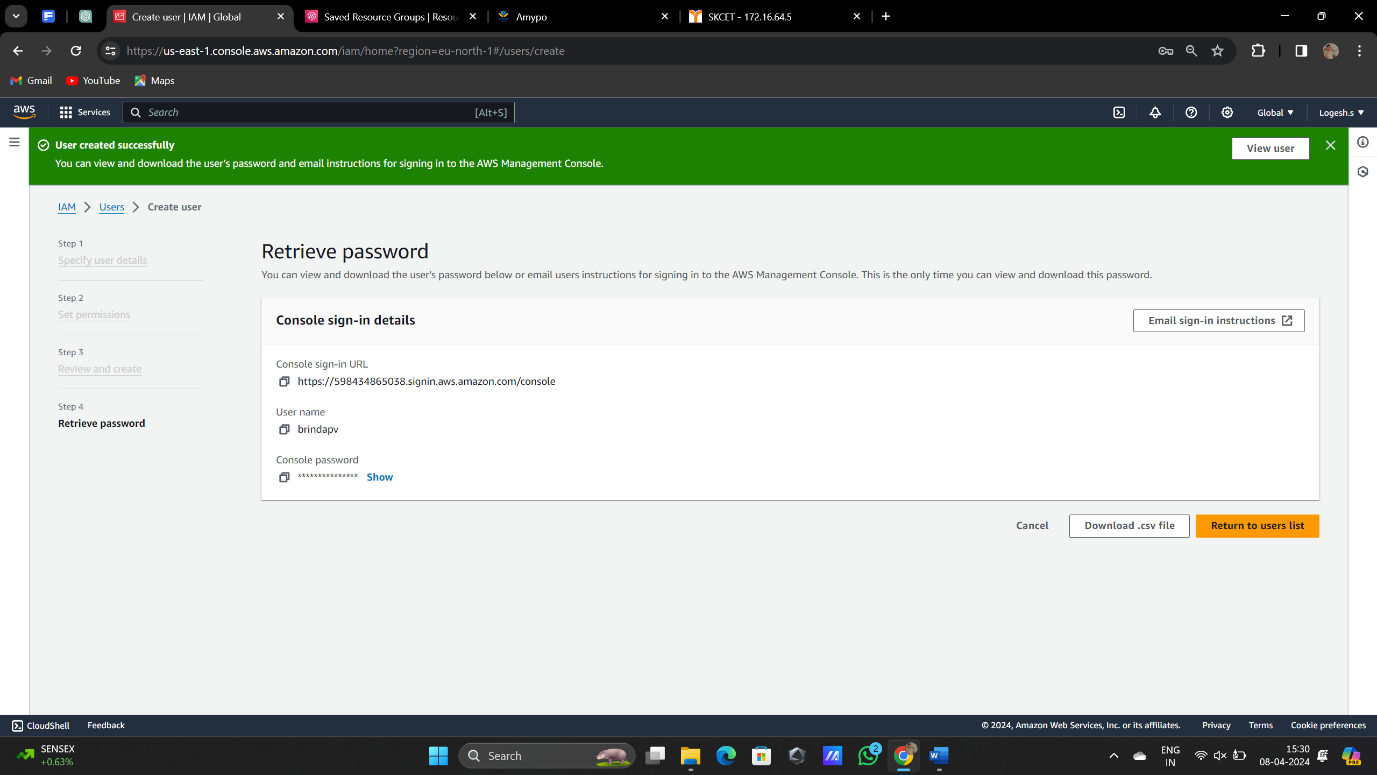 Create user | IAM | Global
Saved Resource Groups | Resou
Amypo
SKCET - 172.16.64.5
https://us-east-1.console.aws.amazon.com/iam/home?region=eu-north-1#/users/create
Gmail YouTube Maps
aws Services Search [Alt+S] Global Logesh.s
User created successfully
You can view and download the user's password and email instructions for signing in to the AWS Management Console.
View user
IAM > Users > Create user
Step 1
Specify user details
Step 2
Set permissions
Step 3
Review and create
Step 4
Retrieve password
Retrieve password
You can view and download the user's password below or email users instructions for signing in to the AWS Management Console. This is the only time you can view and download this password.
Console sign-in details
Email sign-in instructions
Console sign-in URL
https://598434865038.signin.aws.amazon.com/console
User name
brindapv
Console password
*************** Show
Cancel Download .csv file Return to users list
CloudShell Feedback © 2024, Amazon Web Services, Inc. or its affiliates. Privacy Terms Cookie preferences
SENSEX
+0.63%
Search
2
ENG
IN
15:30
08-04-2024